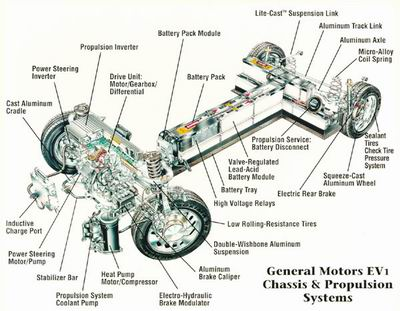 Lite-Cast™ Suspension Link
Battery Pack Module
Aluminum Track Link
Propulsion Inverter
Aluminum Axle
Micro-Alloy
Coil Spring
Power Steering
Inverter
Drive Unit:
Motor/Gearbox/
Differential
Battery Pack
Cast Aluminum
Cradle
Propulsion Service:
Battery Disconnect
Sealant
Tires
Check Tire
Pressure
System
Valve-Regulated
Lead-Acid
Battery Module
Squeeze-Cast
Aluminum Wheel
Battery Tray
Electric Rear Brake
High Voltage Relays
Inductive
Charge Port
Low Rolling-Resistance Tires
Double-Wishbone Aluminum
Suspension
Power Steering
Motor/Pump
Aluminum
Brake Caliper
Stabilizer Bar
Heat Pump
Motor/Compressor
Propulsion System
Coolant Pump
Electro-Hydraulic
Brake Modulator
General Motors EV1
Chassis & Propulsion
Systems